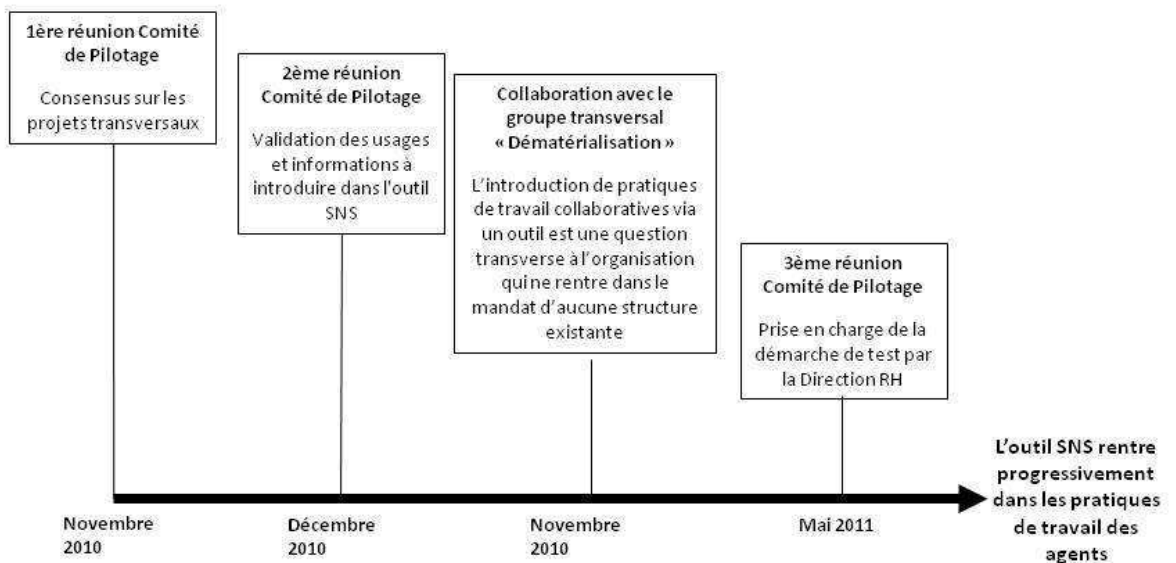 1ère réunion Comité
de Pilotage
Consensus sur les
projets transversaux
2ème réunion
Comité de Pilotage
Validation des usages
et informations à
introduire dans l'outil
SNS
Collaboration avec le
groupe transversal
« Dématérialisation »
L'introduction de pratiques
de travail collaboratives via
un outil est une question
transverse à l'organisation
qui ne rentre dans le
mandat d'aucune structure
existante
3ème réunion
Comité de Pilotage
Prise en charge de la
démarche de test par
la Direction RH
L'outil SNS rentre
progressivement
dans les pratiques
de travail des
agents
Novembre
2010
Décembre
2010
Novembre
2010
Mai 2011